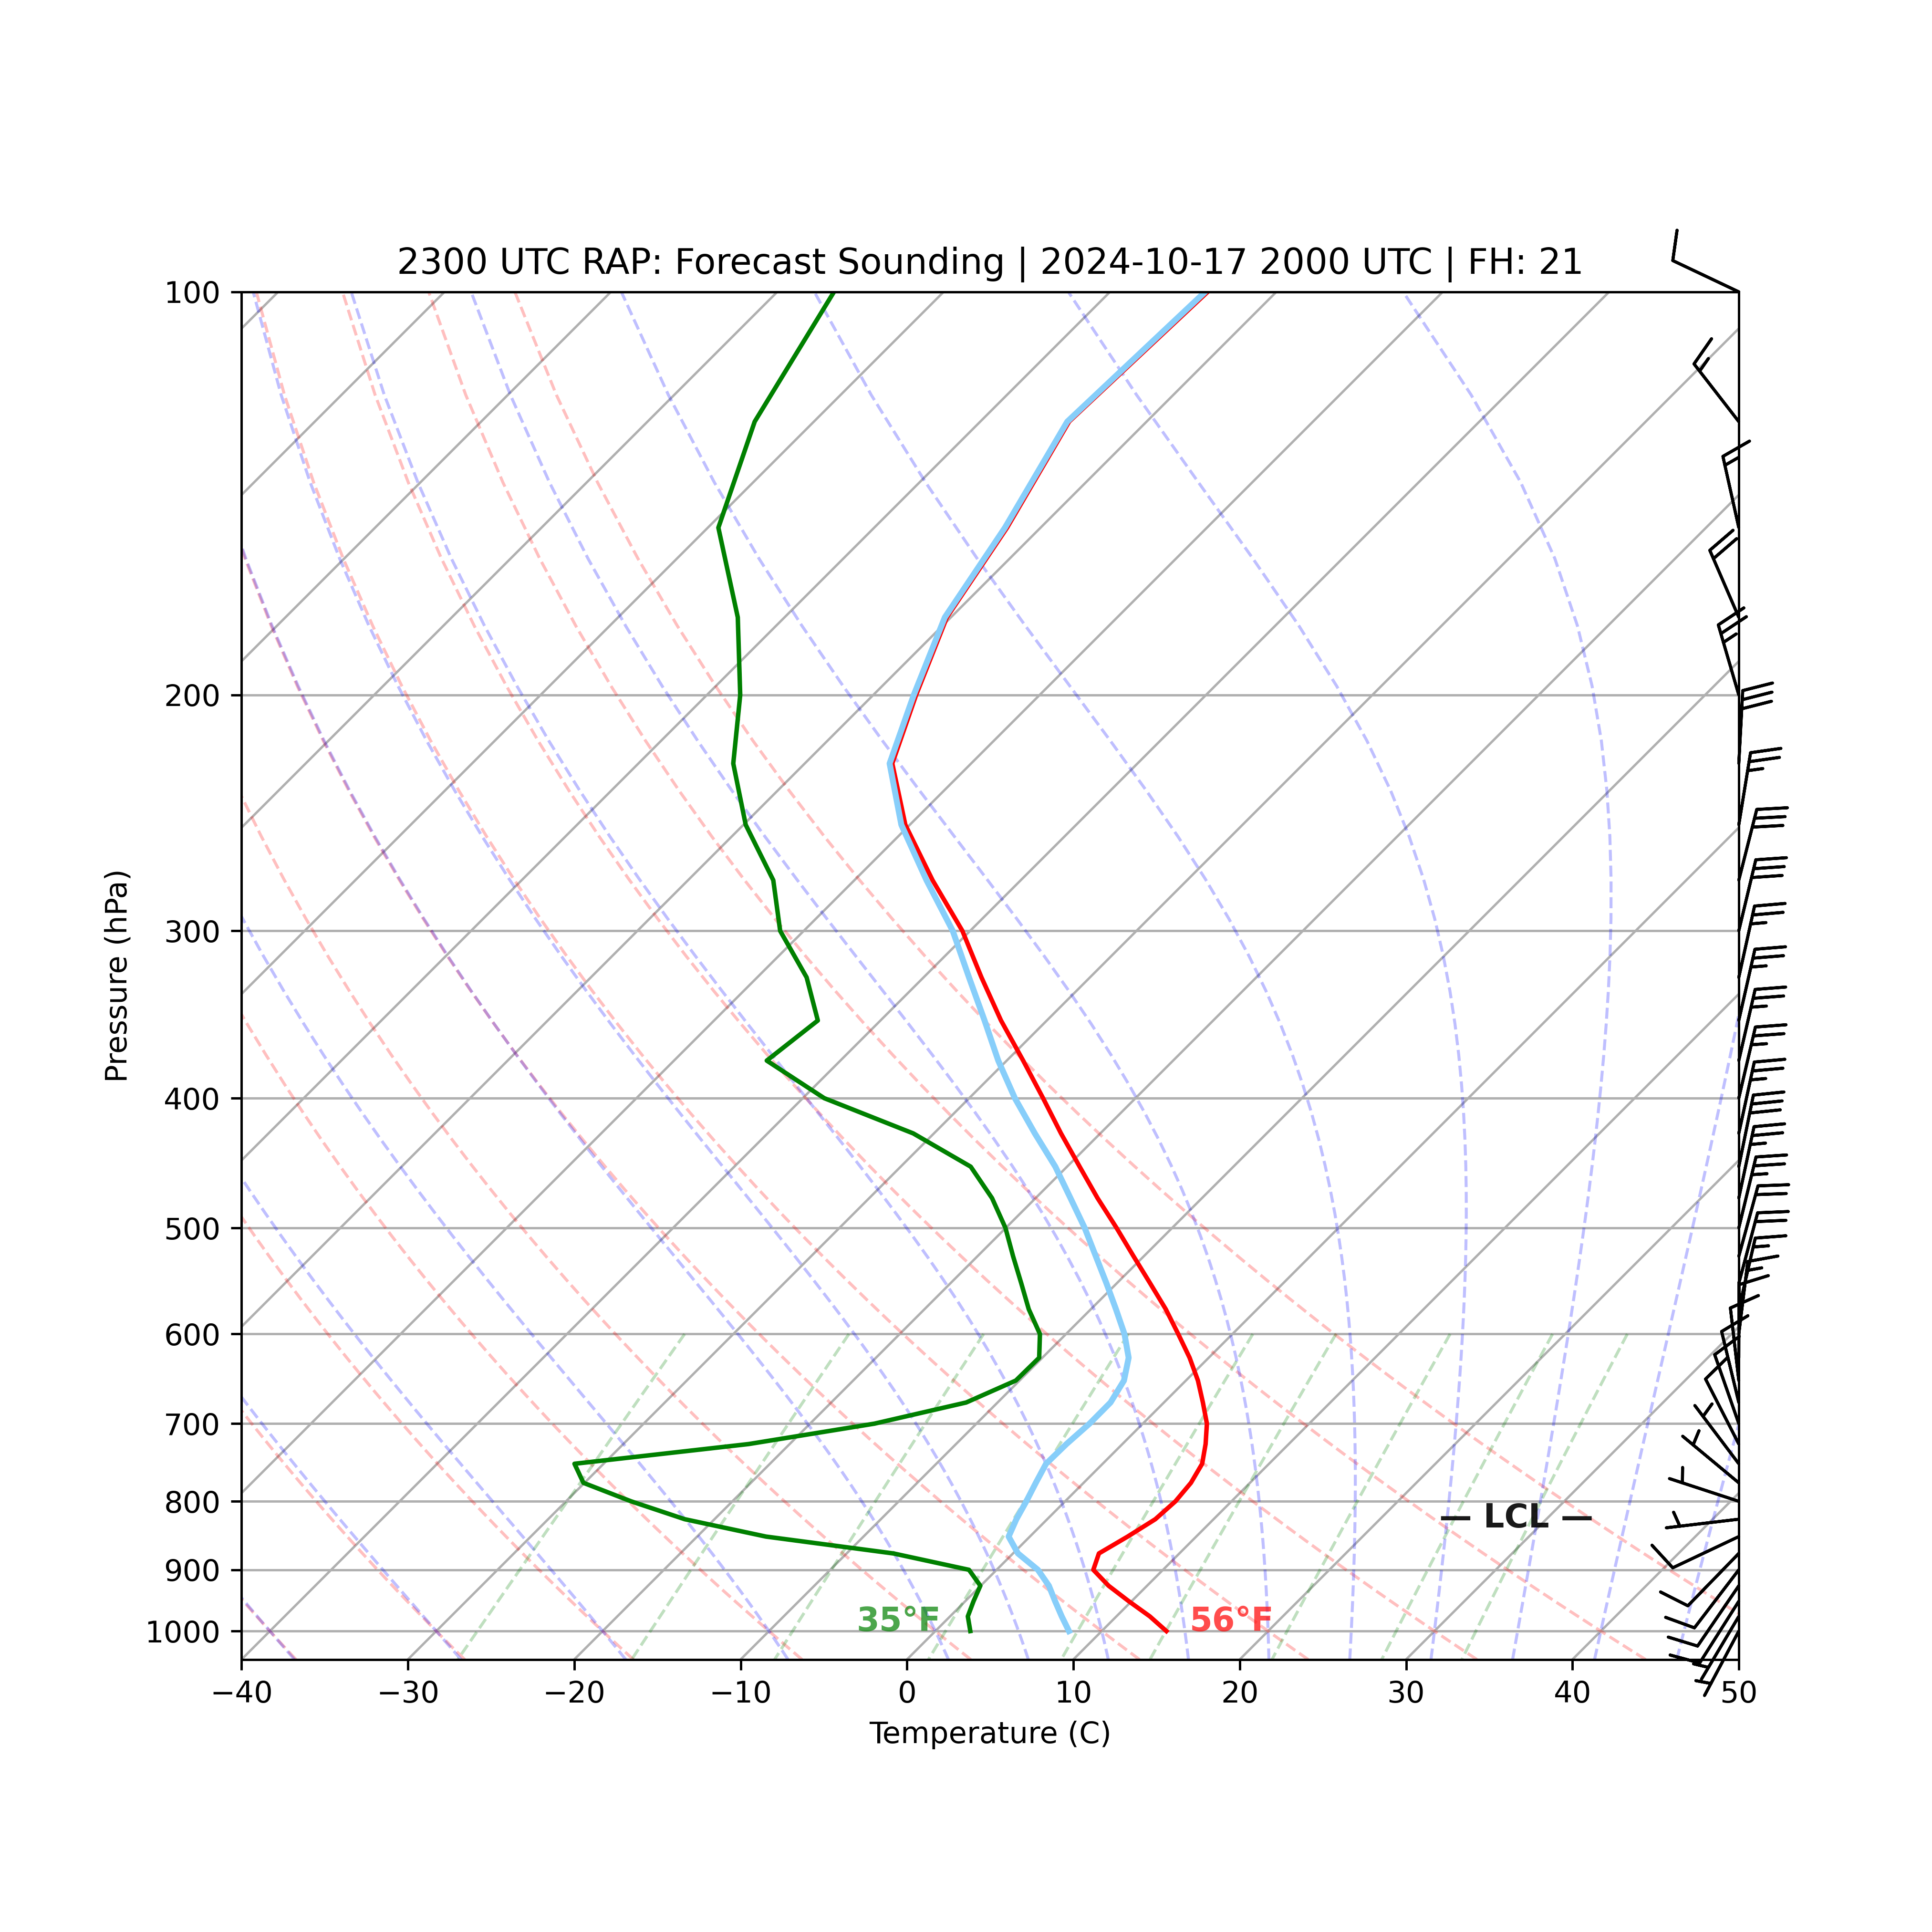 2300 UTC RAP: Forecast Sounding | 2024-10-17 2000 UTC | FH: 21
100
200
300
400
500
600
700
800
900
1000
Pressure (hPa)
— LCL —
35°F
56°F
−40 −30 −20 −10 0 10 20 30 40 50
Temperature (C)